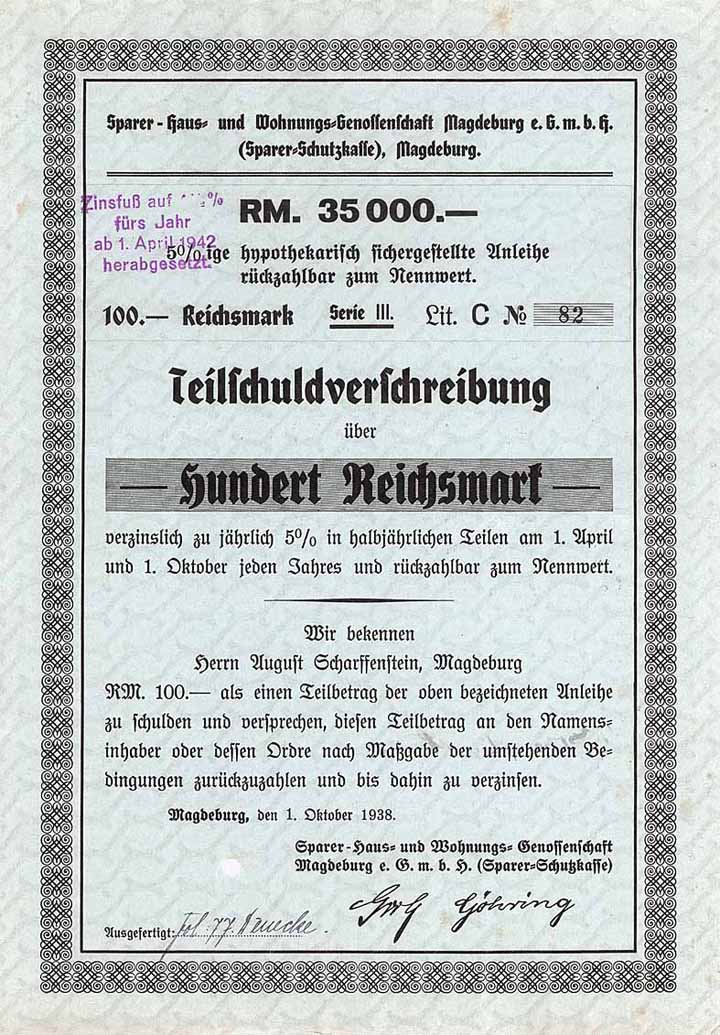 Sparer-Haus- und Wohnungs-Genossenschaft Magdeburg e. G. m. b. H.
(Sparer-Schutzkasse), Magdeburg.
Zinsfuß auf ½%
fürs Jahr
ab 1. April 1942
herabgesetzt.
RM. 35 000.—
5%ige hypothekarisch sichergestellte Anleihe
rückzahlbar zum Nennwert.
100.— Reichsmark Serie III. Lit. C No 82
Teilschuldverschreibung
über
— Hundert Reichsmark —
verzinslich zu jährlich 5% in halbjährlichen Teilen am 1. April
und 1. Oktober jeden Jahres und rückzahlbar zum Nennwert.
Wir bekennen
Herrn August Scharffenstein, Magdeburg
RM. 100.— als einen Teilbetrag der oben bezeichneten Anleihe
zu schulden und versprechen, diesen Teilbetrag an den Namens-
inhaber oder dessen Ordre nach Maßgabe der umstehenden Be-
dingungen zurückzuzahlen und bis dahin zu verzinsen.
Magdeburg, den 1. Oktober 1938.
Sparer-Haus- und Wohnungs-Genossenschaft
Magdeburg e. G. m. b. H. (Sparer-Schutzkasse)
Göhring
Ausgefertigt: